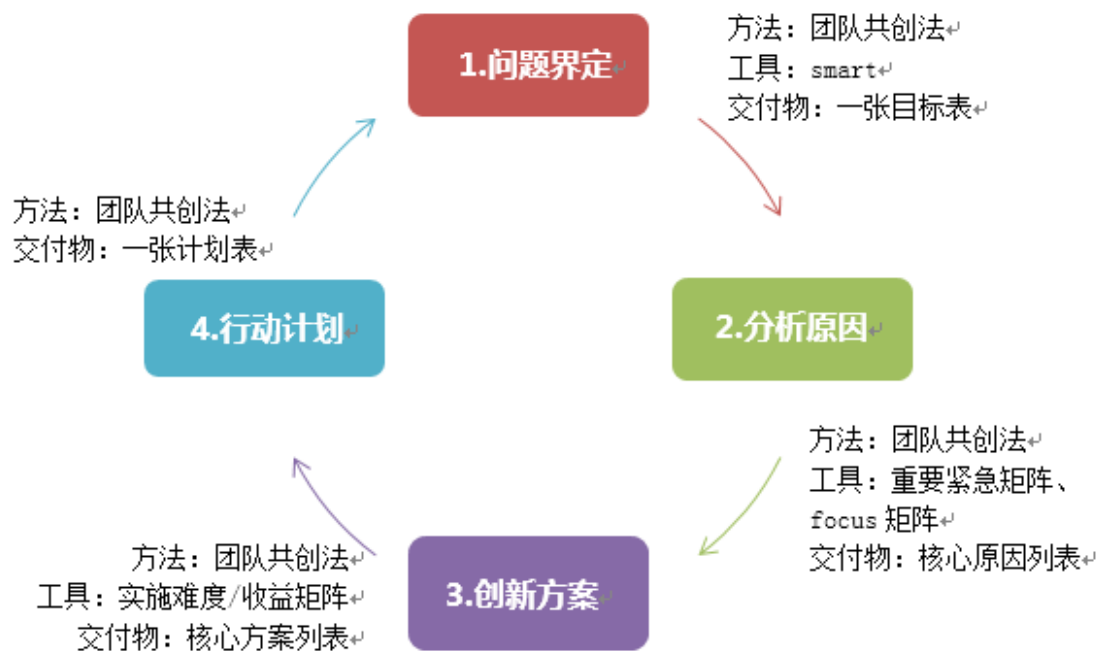 1.问题界定
方法：团队共创法
工具：smart
交付物：一张目标表
2.分析原因
方法：团队共创法
工具：重要紧急矩阵、
focus 矩阵
交付物：核心原因列表
3.创新方案
方法：团队共创法
工具：实施难度/收益矩阵
交付物：核心方案列表
4.行动计划
方法：团队共创法
交付物：一张计划表